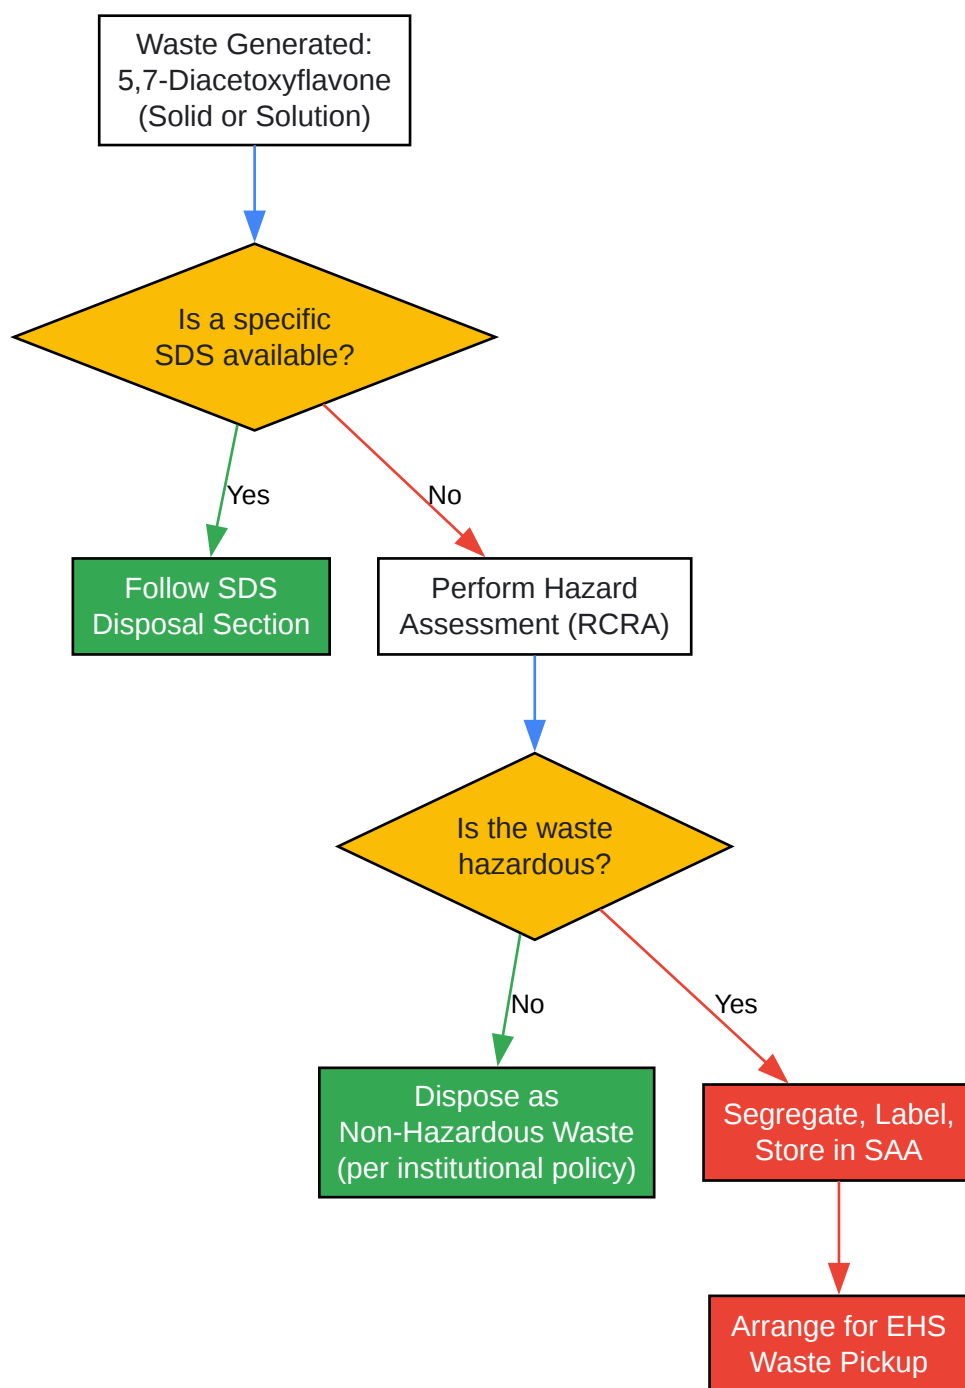 Waste Generated:
5,7-Diacetoxyflavone
(Solid or Solution)
Is a specific
SDS available?
Yes
No
Follow SDS
Disposal Section
Perform Hazard
Assessment (RCRA)
Is the waste
hazardous?
No
Yes
Dispose as
Non-Hazardous Waste
(per institutional policy)
Segregate, Label,
Store in SAA
Arrange for EHS
Waste Pickup